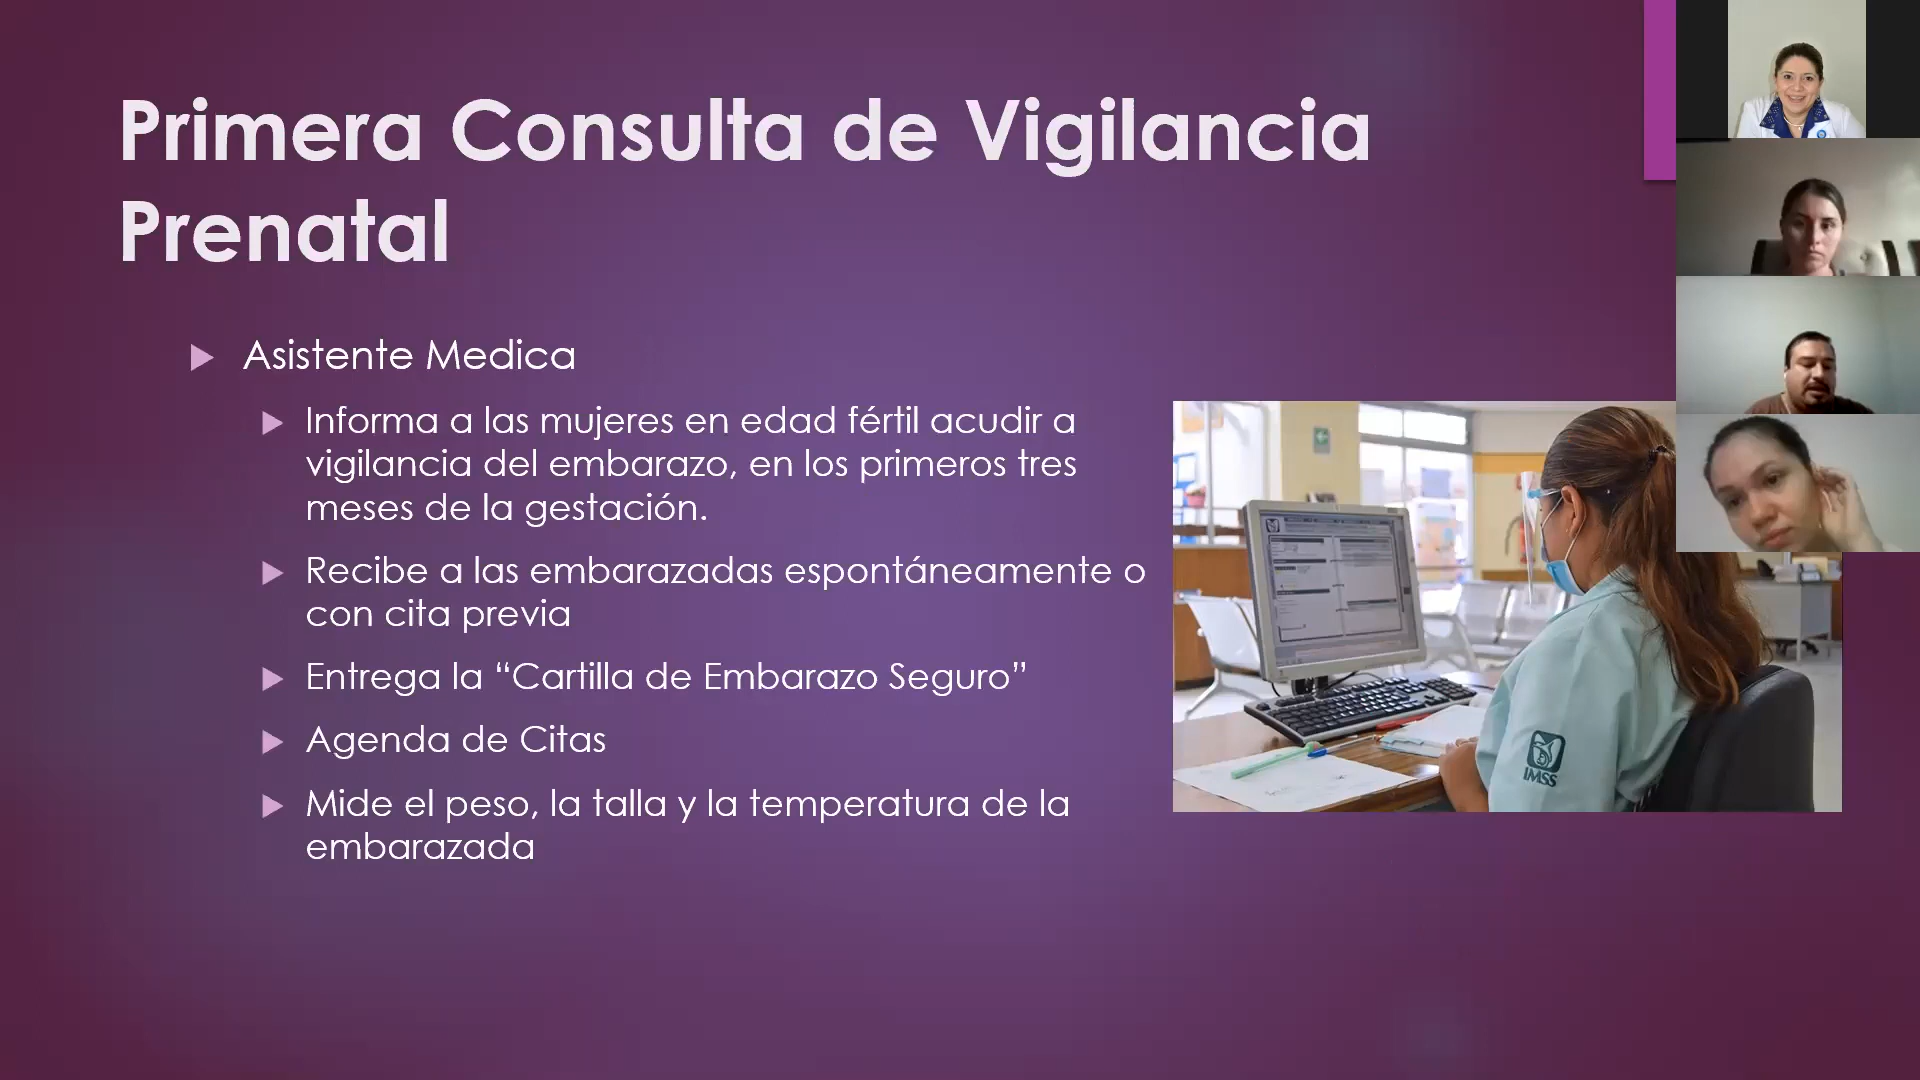 Primera Consulta de Vigilancia
Prenatal
Asistente Medica
Informa a las mujeres en edad fértil acudir a
vigilancia del embarazo, en los primeros tres
meses de la gestación.
Recibe a las embarazadas espontáneamente o
con cita previa
Entrega la “Cartilla de Embarazo Seguro”
Agenda de Citas
Mide el peso, la talla y la temperatura de la
embarazada
IMSS